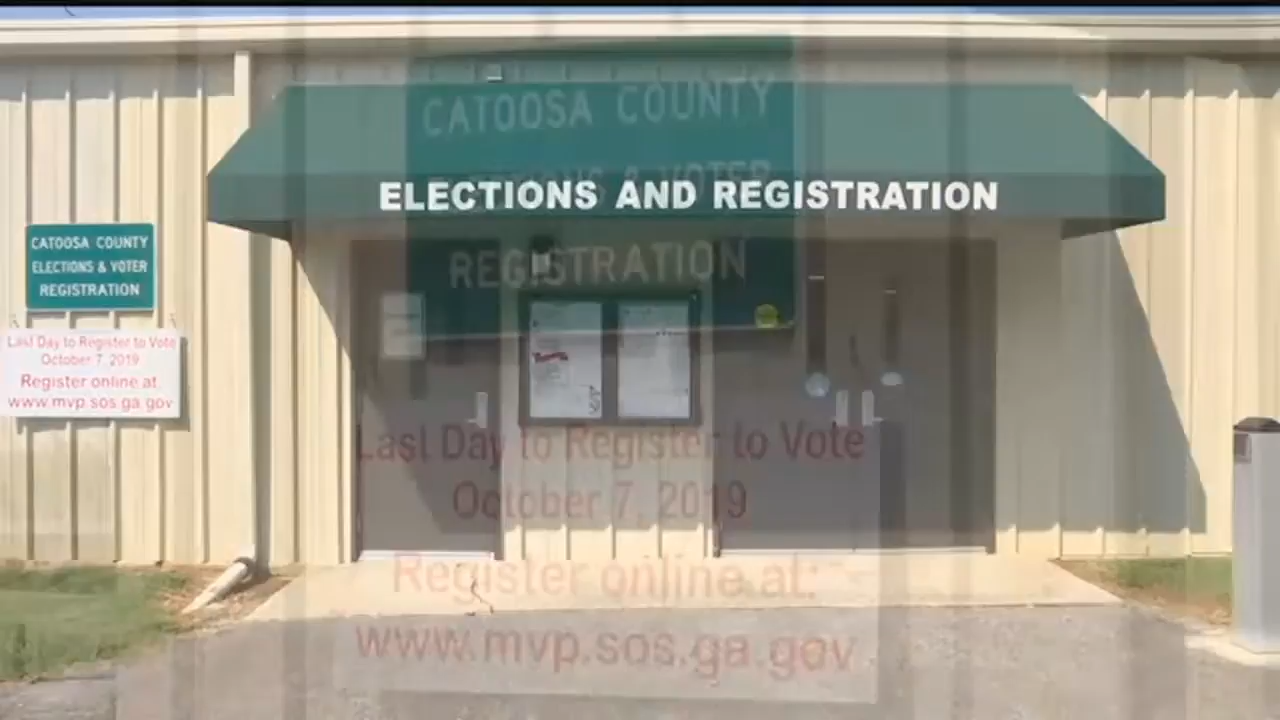 CATOOSA COUNTY
ELECTIONS & VOTER
REGISTRATION
ELECTIONS AND REGISTRATION
CATOOSA COUNTY
ELECTIONS & VOTER
REGISTRATION
Last Day to Register to Vote
October 7, 2019
Register online at:
www.mvp.sos.ga.gov
Last Day to Register to Vote
October 7, 2019
Register online at:
www.mvp.sos.ga.gov